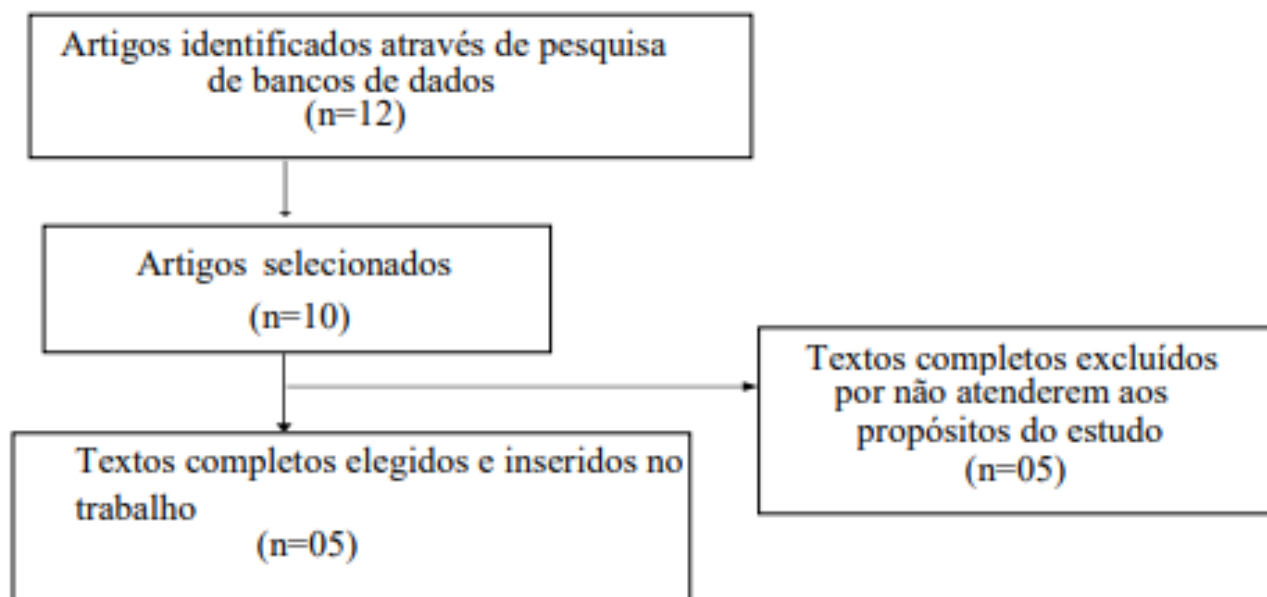 Artigos identificados através de pesquisa
de bancos de dados
(n=12)
Artigos selecionados
(n=10)
Textos completos excluídos
por não atenderem aos
propósitos do estudo
(n=05)
Textos completos elegidos e inseridos no
trabalho
(n=05)